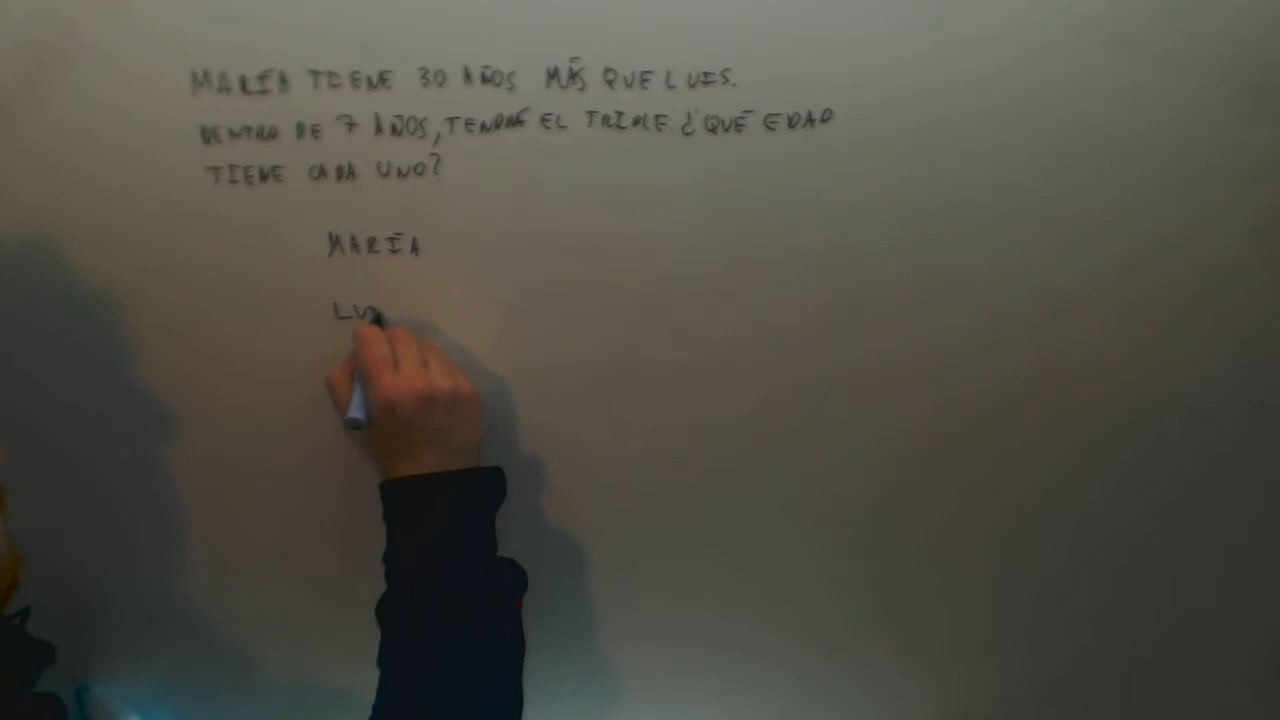 MARÍA TIENE 30 AÑOS MÁS QUE LUIS.
DENTRO DE 7 AÑOS, TENDRÁ EL TRIPLE ¿QUÉ EDAD
TIENE CADA UNO?
MARÍA
LU